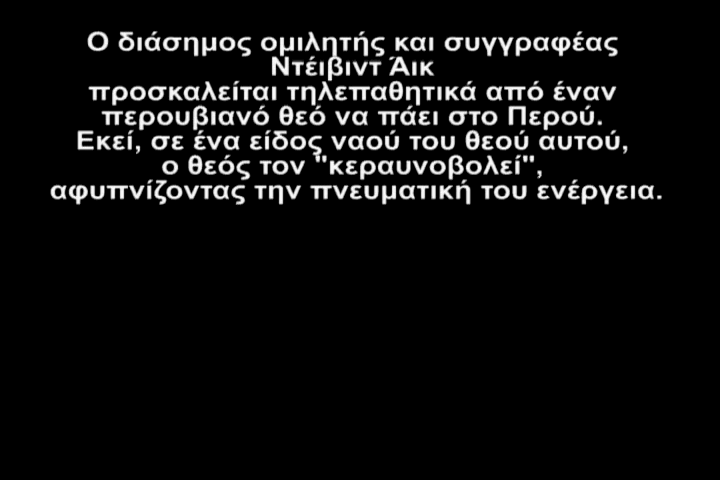 Ο διάσημος ομιλητής και συγγραφέας
Ντέιβιντ Άικ
προσκαλείται τηλεπαθητικά από έναν
περουβιανό θεό να πάει στο Περού.
Εκεί, σε ένα είδος ναού του θεού αυτού,
ο θεός τον "κεραυνοβολεί",
αφυπνίζοντας την πνευματική του ενέργεια.